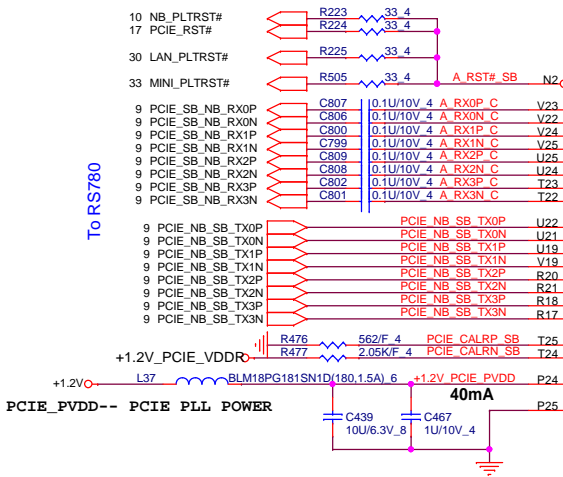 10 NB_PLTRST# R223 33_4
17 PCIE_RST# R224 33_4
30 LAN_PLTRST# R225 33_4
33 MINI_PLTRST# R505 33_4 A_RST#_SB N2
9 PCIE_SB_NB_RX0P C807 0.1U/10V_4 A_RX0P_C V23
9 PCIE_SB_NB_RX0N C806 0.1U/10V_4 A_RX0N_C V22
9 PCIE_SB_NB_RX1P C800 0.1U/10V_4 A_RX1P_C V24
9 PCIE_SB_NB_RX1N C799 0.1U/10V_4 A_RX1N_C V25
9 PCIE_SB_NB_RX2P C809 0.1U/10V_4 A_RX2P_C U25
9 PCIE_SB_NB_RX2N C808 0.1U/10V_4 A_RX2N_C U24
9 PCIE_SB_NB_RX3P C802 0.1U/10V_4 A_RX3P_C T23
9 PCIE_SB_NB_RX3N C801 0.1U/10V_4 A_RX3N_C T22
To RS780
9 PCIE_NB_SB_TX0P PCIE_NB_SB_TX0P U22
9 PCIE_NB_SB_TX0N PCIE_NB_SB_TX0N U21
9 PCIE_NB_SB_TX1P PCIE_NB_SB_TX1P U19
9 PCIE_NB_SB_TX1N PCIE_NB_SB_TX1N V19
9 PCIE_NB_SB_TX2P PCIE_NB_SB_TX2P R20
9 PCIE_NB_SB_TX2N PCIE_NB_SB_TX2N R21
9 PCIE_NB_SB_TX3P PCIE_NB_SB_TX3P R18
9 PCIE_NB_SB_TX3N PCIE_NB_SB_TX3N R17
R476 562/F_4 PCIE_CALRP_SB T25
+1.2V_PCIE_VDDR R477 2.05K/F_4 PCIE_CALRN_SB T24
+1.2V L37 BLM18PG181SN1D(180,1.5A)_6 +1.2V_PCIE_PVDD P24
40mA
PCIE_PVDD-- PCIE PLL POWER P25
C439 C467
10U/6.3V_8 1U/10V_4